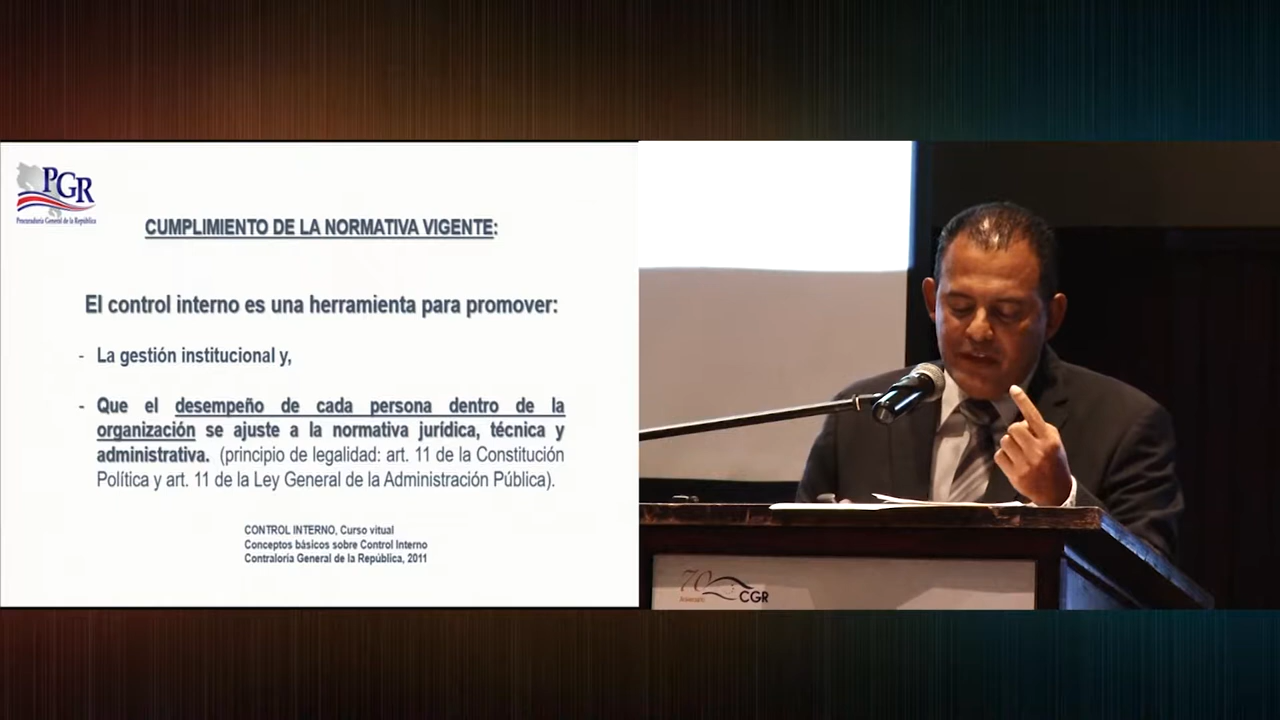 PGR
Procuraduría General de la República
CUMPLIMIENTO DE LA NORMATIVA VIGENTE:
El control interno es una herramienta para promover:
- La gestión institucional y,
- Que el desempeño de cada persona dentro de la
organización se ajuste a la normativa jurídica, técnica y
administrativa. (principio de legalidad: art. 11 de la Constitución
Política y art. 11 de la Ley General de la Administración Pública).
CONTROL INTERNO, Curso vitual
Conceptos básicos sobre Control Interno
Contraloría General de la República, 2011
70
CGR